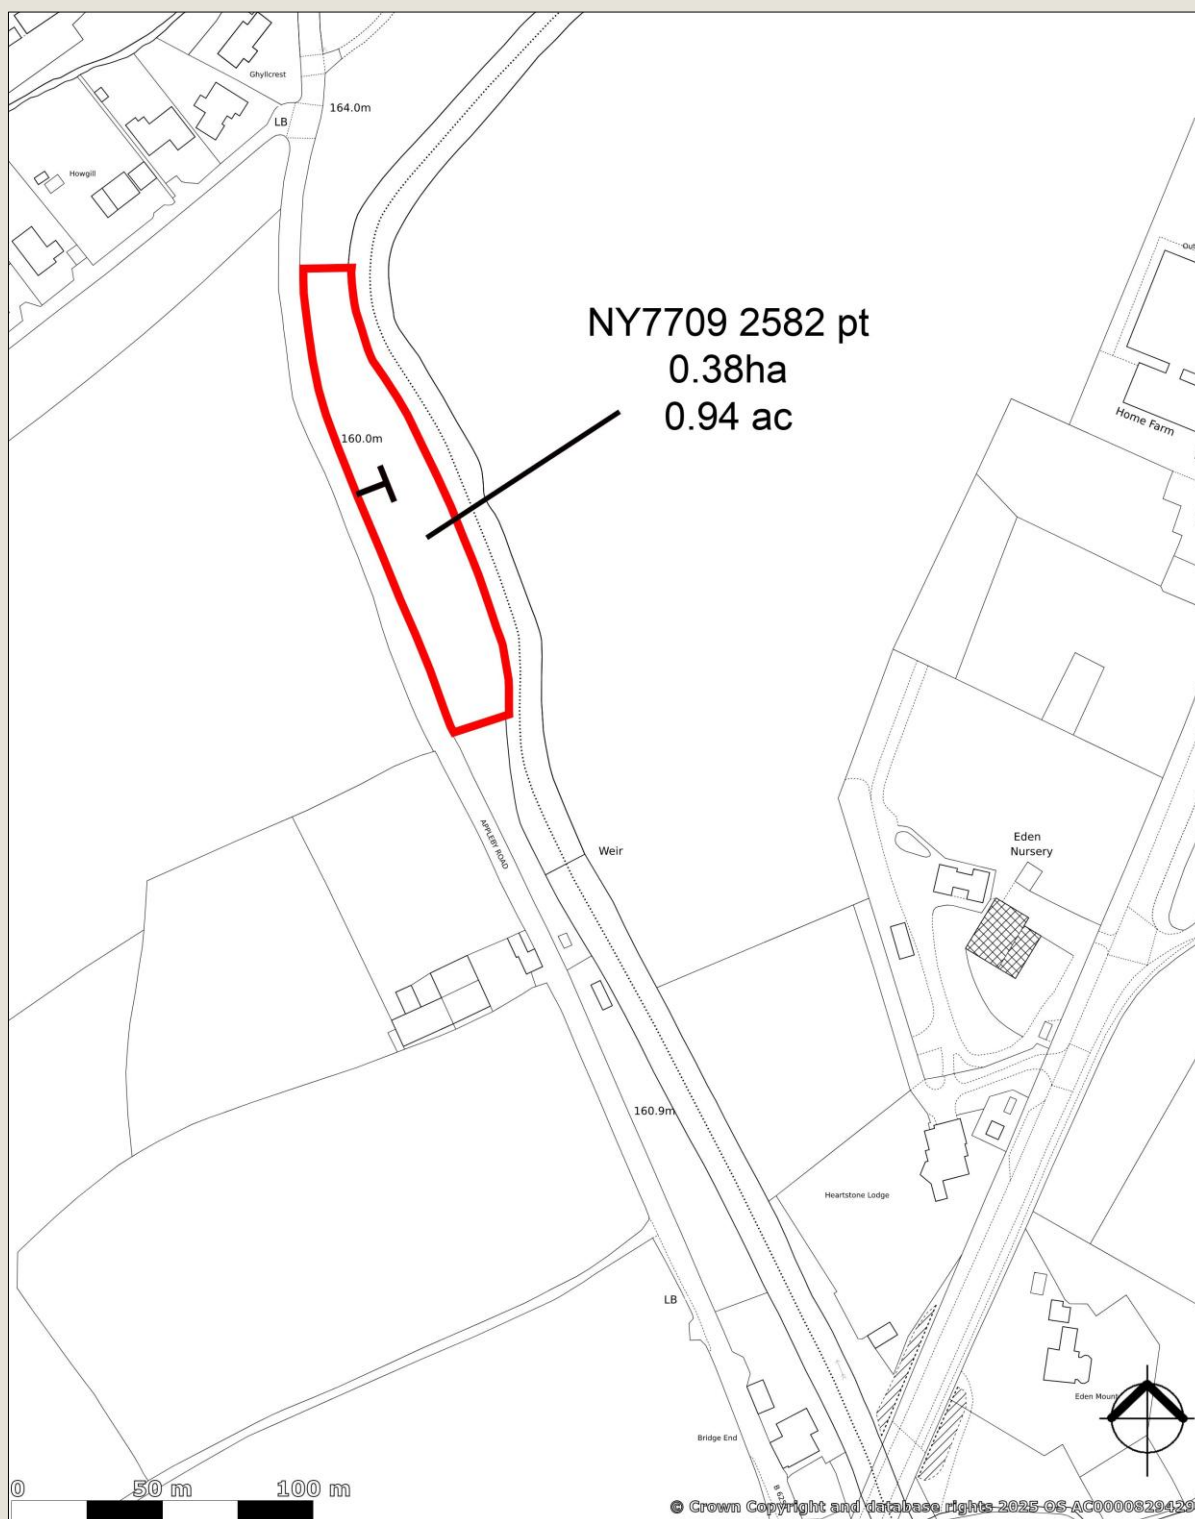 Ghyllcrest
164.0m
LB
Howgill
NY7709 2582 pt
0.38ha
0.94 ac
Home Farm
160.0m
APPLEBY ROAD
Weir
Eden
Nursery
160.9m
Heartstone Lodge
LB
Eden Mount
Bridge End
0 50 m 100 m
© Crown Copyright and database rights 2025 OS AC0000829429